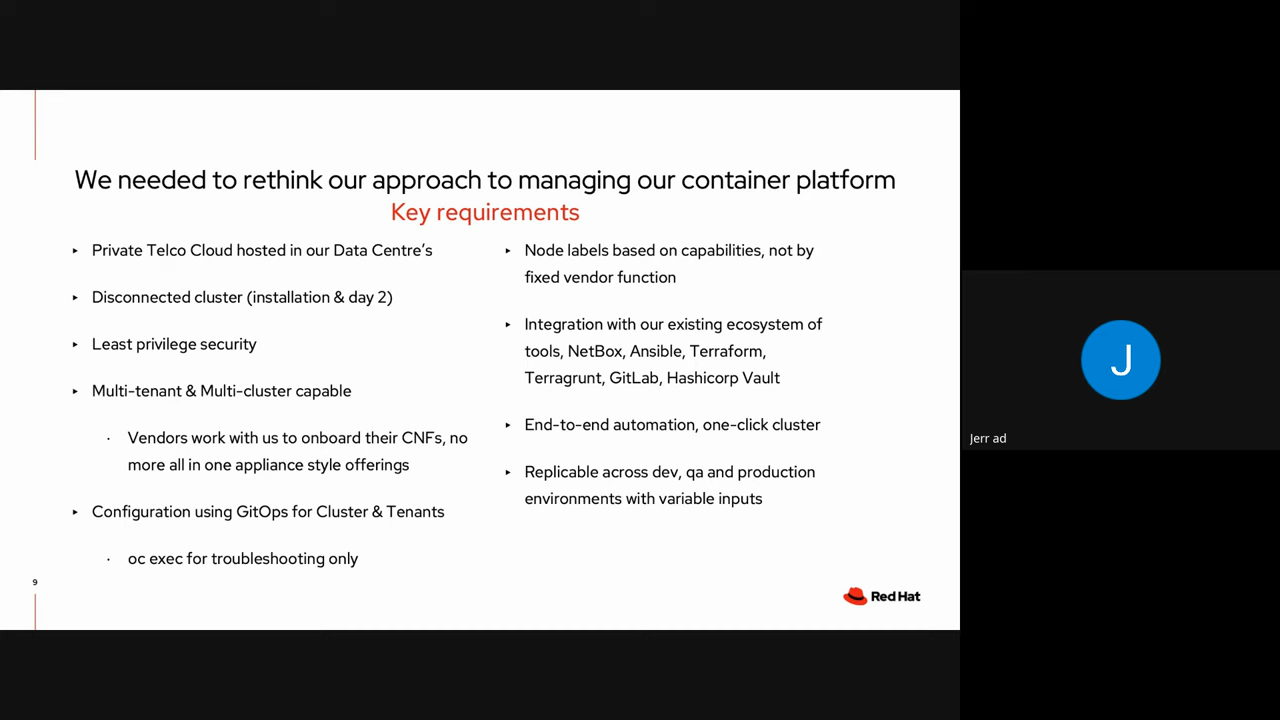 We needed to rethink our approach to managing our container platform
Key requirements
‣ Private Telco Cloud hosted in our Data Centre’s
‣ Disconnected cluster (installation & day 2)
‣ Least privilege security
‣ Multi-tenant & Multi-cluster capable
· Vendors work with us to onboard their CNFs, no
more all in one appliance style offerings
‣ Configuration using GitOps for Cluster & Tenants
· oc exec for troubleshooting only
‣ Node labels based on capabilities, not by
fixed vendor function
‣ Integration with our existing ecosystem of
tools, NetBox, Ansible, Terraform,
Terragrunt, GitLab, Hashicorp Vault
‣ End-to-end automation, one-click cluster
‣ Replicable across dev, qa and production
environments with variable inputs
9
Red Hat
J
Jerr ad